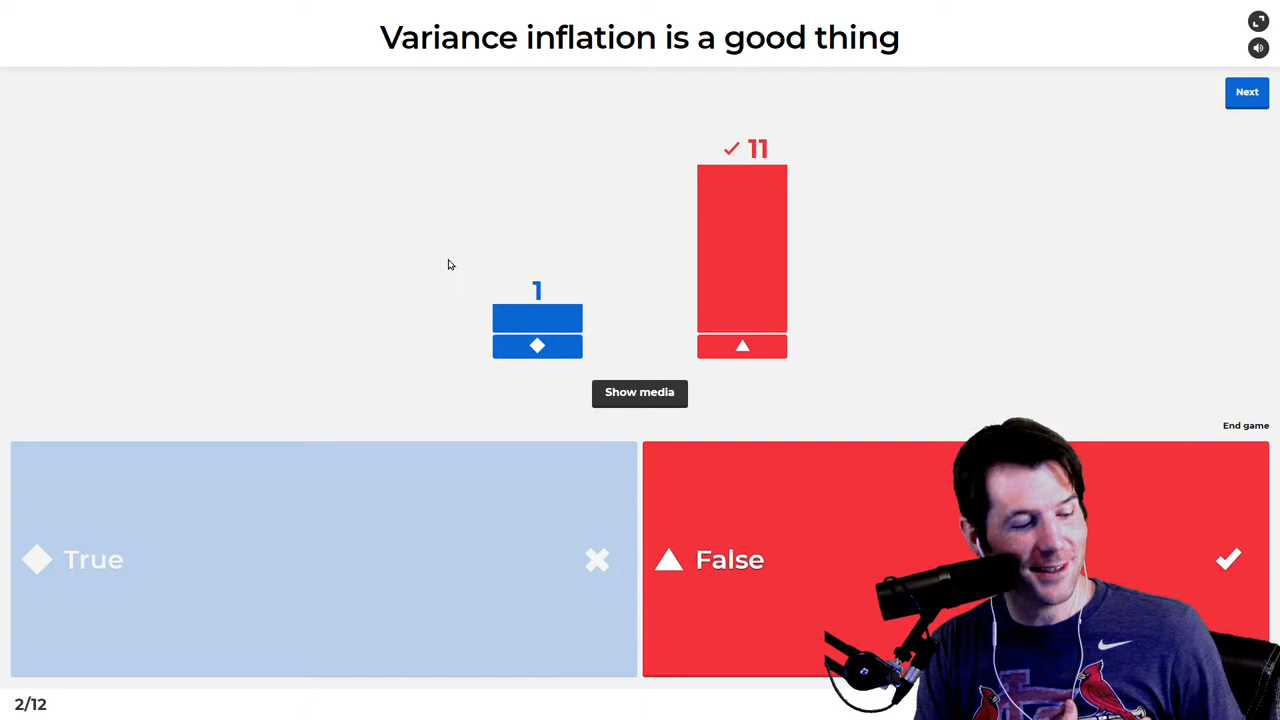 Variance inflation is a good thing
Next
11
1
Show media
End game
True
False
2/12